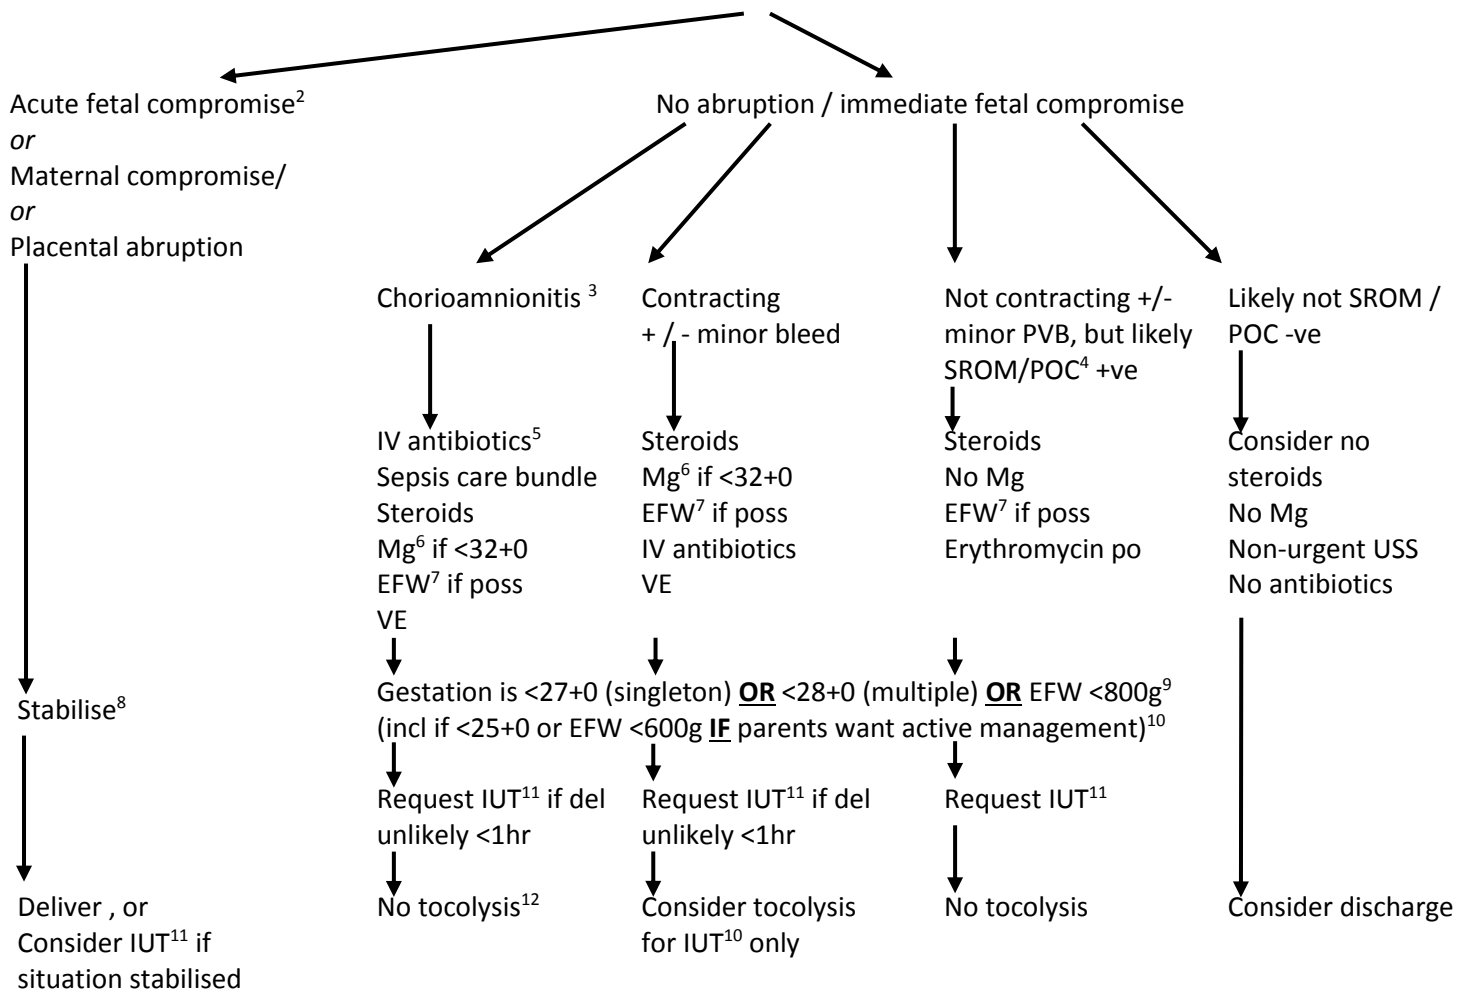 Acute fetal compromise²
or
Maternal compromise/
or
Placental abruption
No abruption / immediate fetal compromise
Chorioamnionitis ³
Contracting
+ / - minor bleed
Not contracting +/-
minor PVB, but likely
SROM/POC⁴ +ve
Likely not SROM /
POC -ve
IV antibiotics⁵
Sepsis care bundle
Steroids
Mg⁶ if <32+0
EFW⁷ if poss
VE
Steroids
Mg⁶ if <32+0
EFW⁷ if poss
IV antibiotics
VE
Steroids
No Mg
EFW⁷ if poss
Erythromycin po
Consider no
steroids
No Mg
Non-urgent USS
No antibiotics
Stabilise⁸
Gestation is <27+0 (singleton) OR <28+0 (multiple) OR EFW <800g⁹
(incl if <25+0 or EFW <600g IF parents want active management)¹⁰
Request IUT¹¹ if del
unlikely <1hr
Request IUT¹¹ if del
unlikely <1hr
Request IUT¹¹
Deliver , or
Consider IUT¹¹ if
situation stabilised
No tocolysis¹²
Consider tocolysis
for IUT¹⁰ only
No tocolysis
Consider discharge